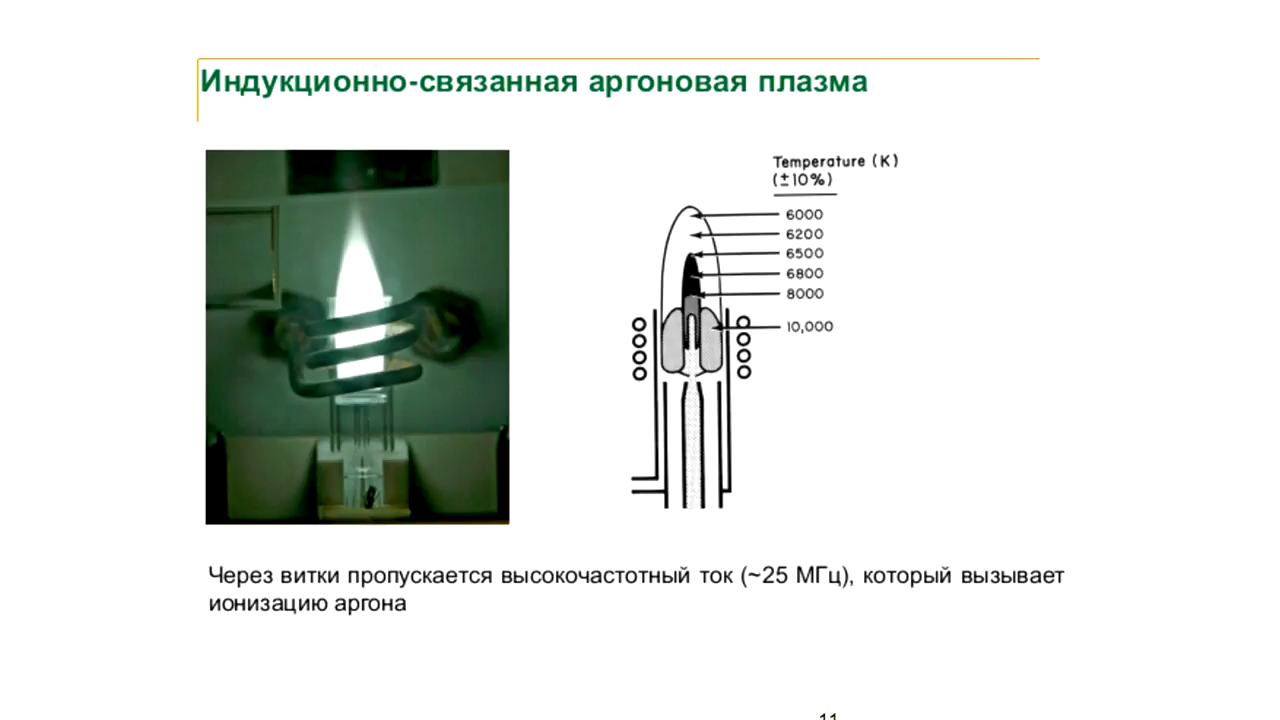 Индукционно-связанная аргоновая плазма
Temperature (K)
(±10%)
6000
6200
6500
6800
8000
10,000
Через витки пропускается высокочастотный ток (~25 МГц), который вызывает
ионизацию аргона
11